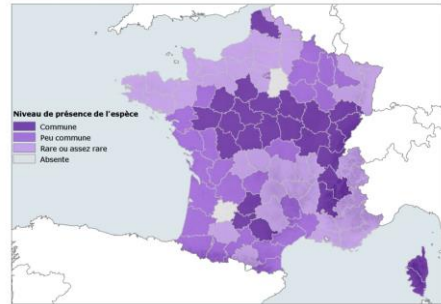 Niveau de présence de l'espèce
Commune
Peu commune
Rare ou assez rare
Absente